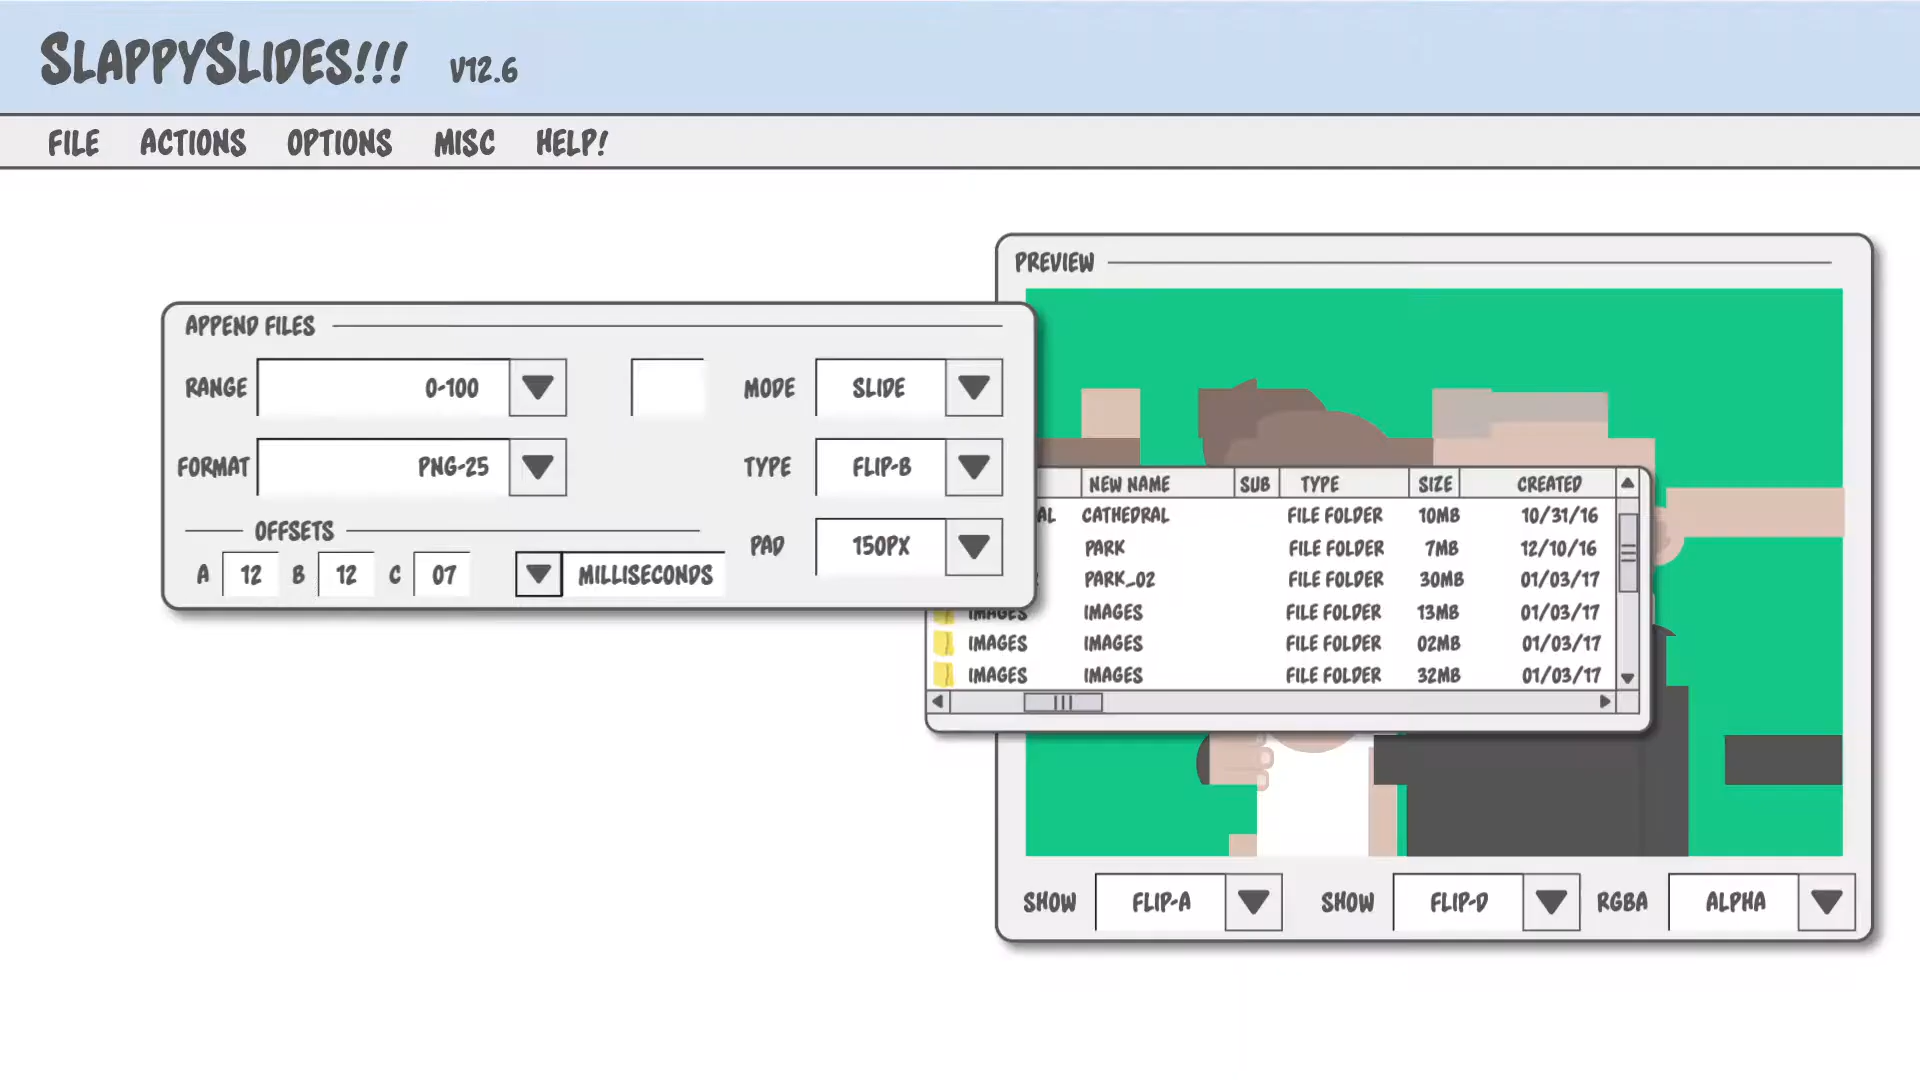 SLAPPYSLIDES!!! V12.6
FILE ACTIONS OPTIONS MISC HELP!
PREVIEW
APPEND FILES
RANGE 0-100 MODE SLIDE
FORMAT PNG-25 TYPE FLIP-B
OFFSETS
PAD 150PX
A 12 B 12 C 07 MILLISECONDS
NEW NAME SUB TYPE SIZE CREATED
AL CATHEDRAL FILE FOLDER 10MB 10/31/16
PARK FILE FOLDER 7MB 12/10/16
PARK_02 FILE FOLDER 30MB 01/03/17
IMAGES IMAGES FILE FOLDER 13MB 01/03/17
IMAGES IMAGES FILE FOLDER 02MB 01/03/17
IMAGES IMAGES FILE FOLDER 32MB 01/03/17
SHOW FLIP-A SHOW FLIP-D RGBA ALPHA